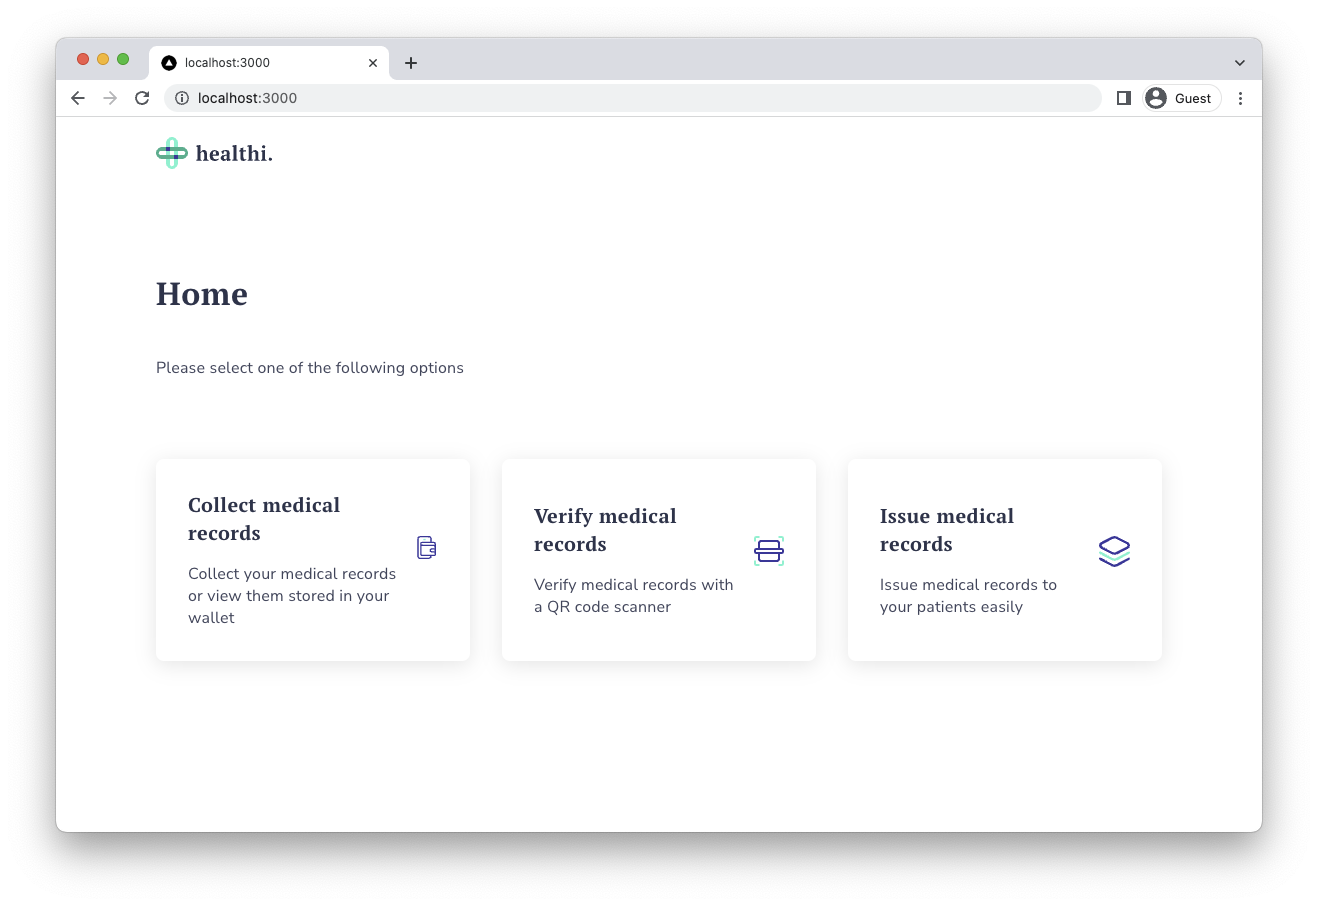 localhost:3000
localhost:3000
Guest
healthi.
Home
Please select one of the following options
Collect medical
records
Collect your medical records
or view them stored in your
wallet
Verify medical
records
Verify medical records with
a QR code scanner
Issue medical
records
Issue medical records to
your patients easily